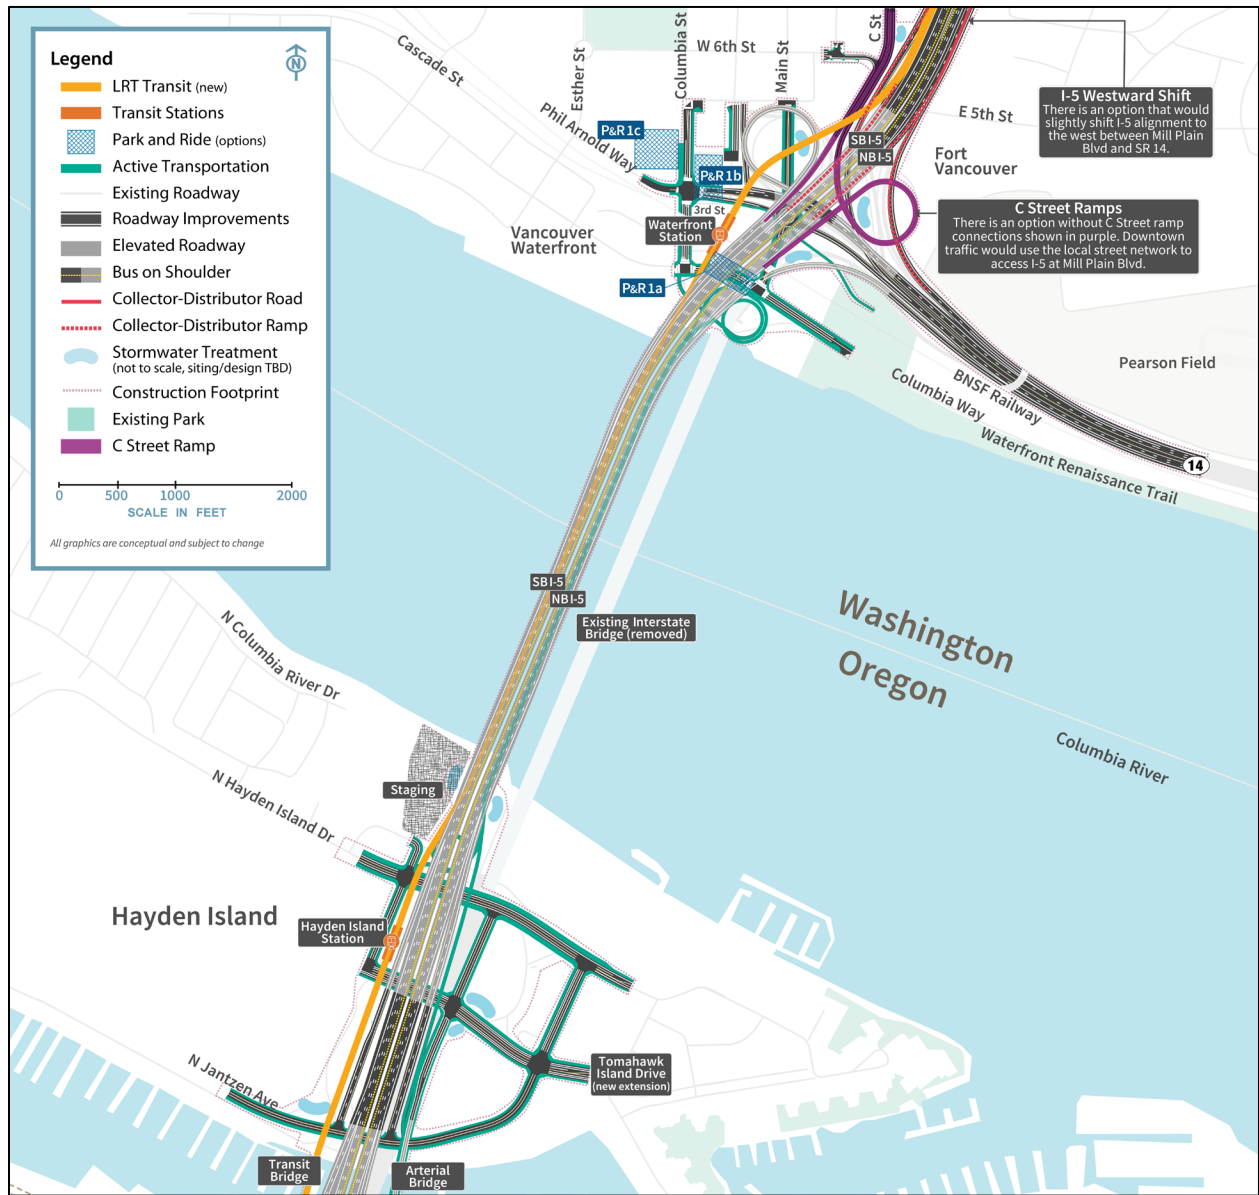 Legend
N
LRT Transit (new)
Transit Stations
Park and Ride (options)
Active Transportation
Existing Roadway
Roadway Improvements
Elevated Roadway
Bus on Shoulder
Collector-Distributor Road
Collector-Distributor Ramp
Stormwater Treatment
(not to scale, siting/design TBD)
Construction Footprint
Existing Park
C Street Ramp
0 500 1000 2000
SCALE IN FEET
All graphics are conceptual and subject to change
Cascade St
Esther St
Columbia St
W 6th St
Main St
C St
Phil Arnold Way
E 5th St
I-5 Westward Shift
There is an option that would
slightly shift I-5 alignment to
the west between Mill Plain
Blvd and SR 14.
P&R 1c
P&R 1b
SB I-5
NB I-5
Fort
Vancouver
3rd St
Waterfront
Station
Vancouver
Waterfront
C Street Ramps
There is an option without C Street ramp
connections shown in purple. Downtown
traffic would use the local street network to
access I-5 at Mill Plain Blvd.
P&R 1a
Pearson Field
BNSF Railway
Columbia Way
Waterfront Renaissance Trail
14
SB I-5
NB I-5
Existing Interstate
Bridge (removed)
Washington
Oregon
Columbia River
N Columbia River Dr
Staging
N Hayden Island Dr
Hayden Island
Hayden Island
Station
N Jantzen Ave
Tomahawk
Island Drive
(new extension)
Transit
Bridge
Arterial
Bridge